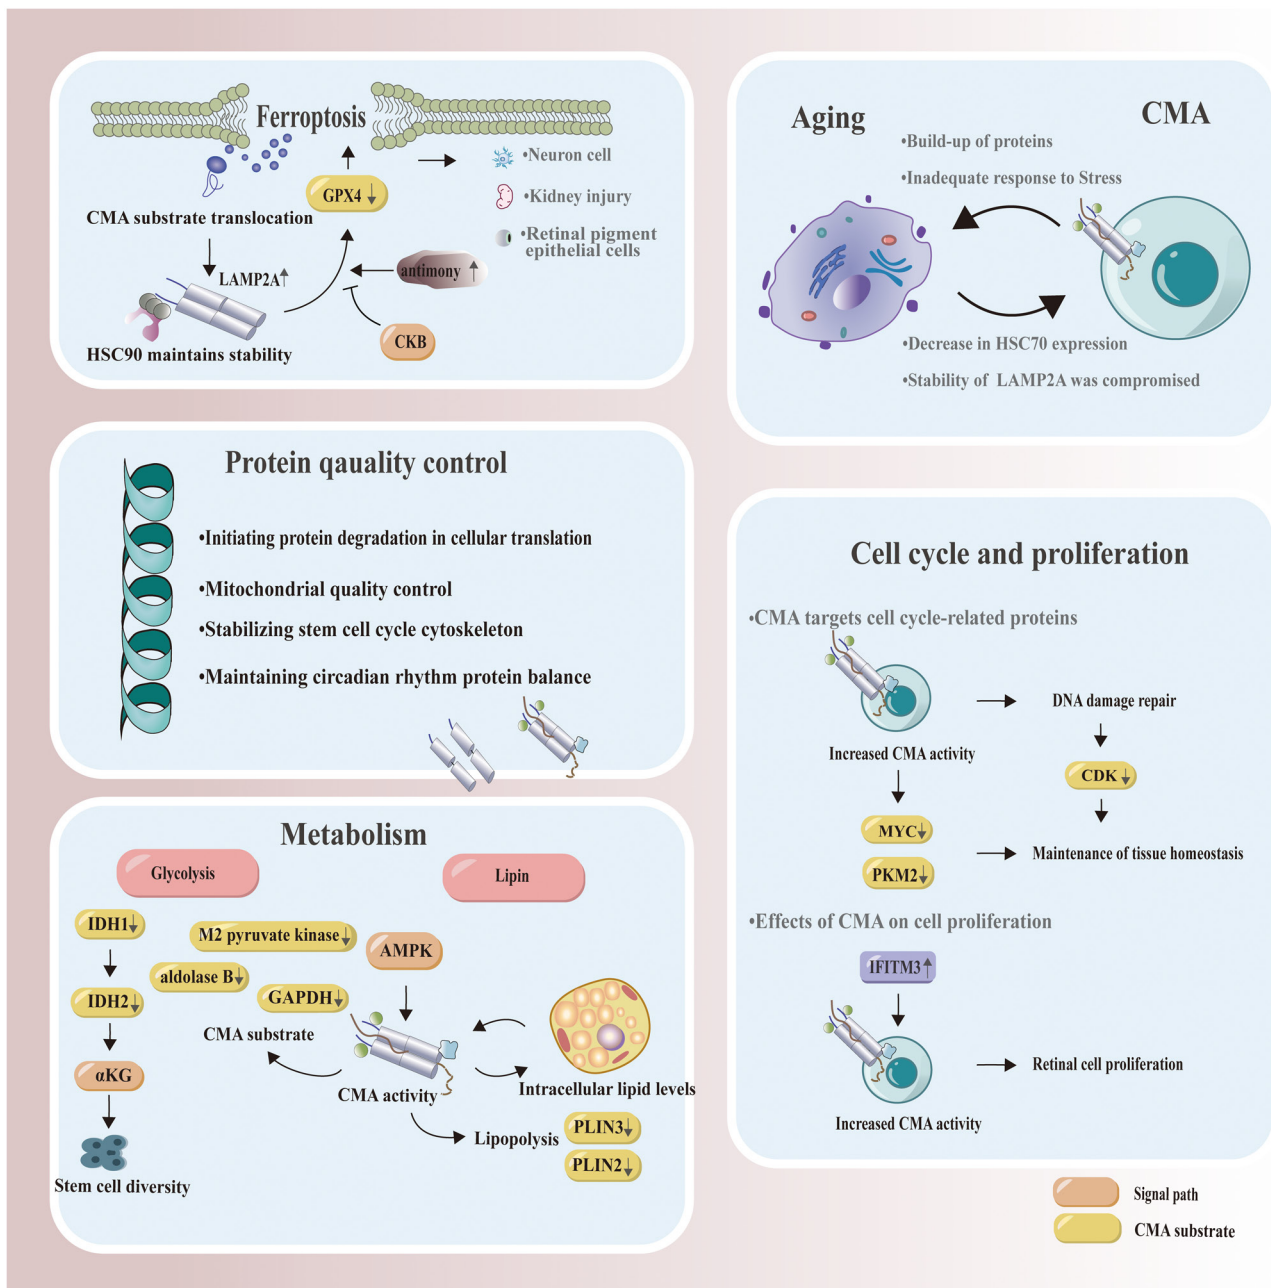 Ferroptosis
CMA substrate translocation
GPX4↓
•Neuron cell
•Kidney injury
•Retinal pigment
epithelial cells
LAMP2A↑
antimony ↑
HSC90 maintains stability
CKB
Aging
CMA
•Build-up of proteins
•Inadequate response to Stress
•Decrease in HSC70 expression
•Stability of LAMP2A was compromised
Protein qauality control
•Initiating protein degradation in cellular translation
•Mitochondrial quality control
•Stabilizing stem cell cycle cytoskeleton
•Maintaining circadian rhythm protein balance
Cell cycle and proliferation
•CMA targets cell cycle-related proteins
Increased CMA activity
DNA damage repair
CDK↓
MYC↓
PKM2↓
Maintenance of tissue homeostasis
•Effects of CMA on cell proliferation
IFITM3↑
Increased CMA activity
Retinal cell proliferation
Metabolism
Glycolysis
Lipin
IDH1↓
M2 pyruvate kinase↓
AMPK
aldolase B↓
IDH2↓
GAPDH↓
CMA substrate
αKG
CMA activity
Intracellular lipid levels
Stem cell diversity
Lipopolysis
PLIN3↓
PLIN2↓
Signal path
CMA substrate